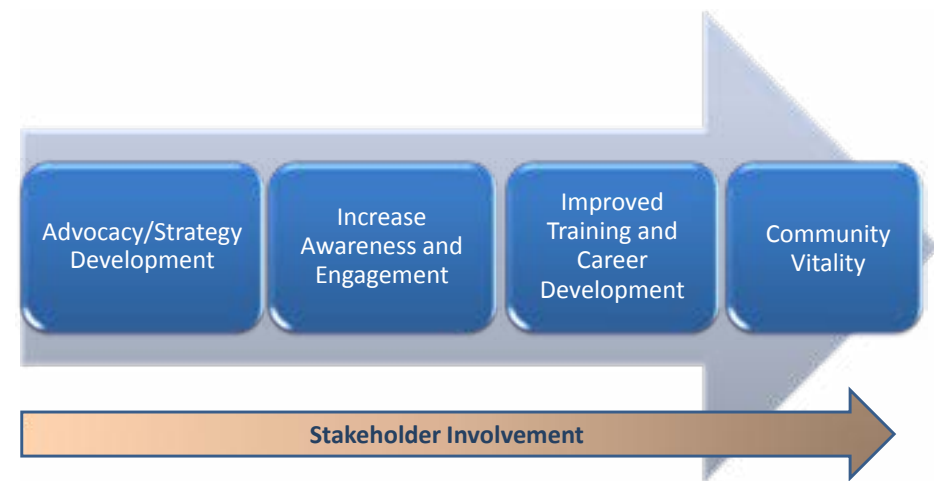 Advocacy/Strategy
Development
Increase
Awareness and
Engagement
Improved
Training and
Career
Development
Community
Vitality
Stakeholder Involvement